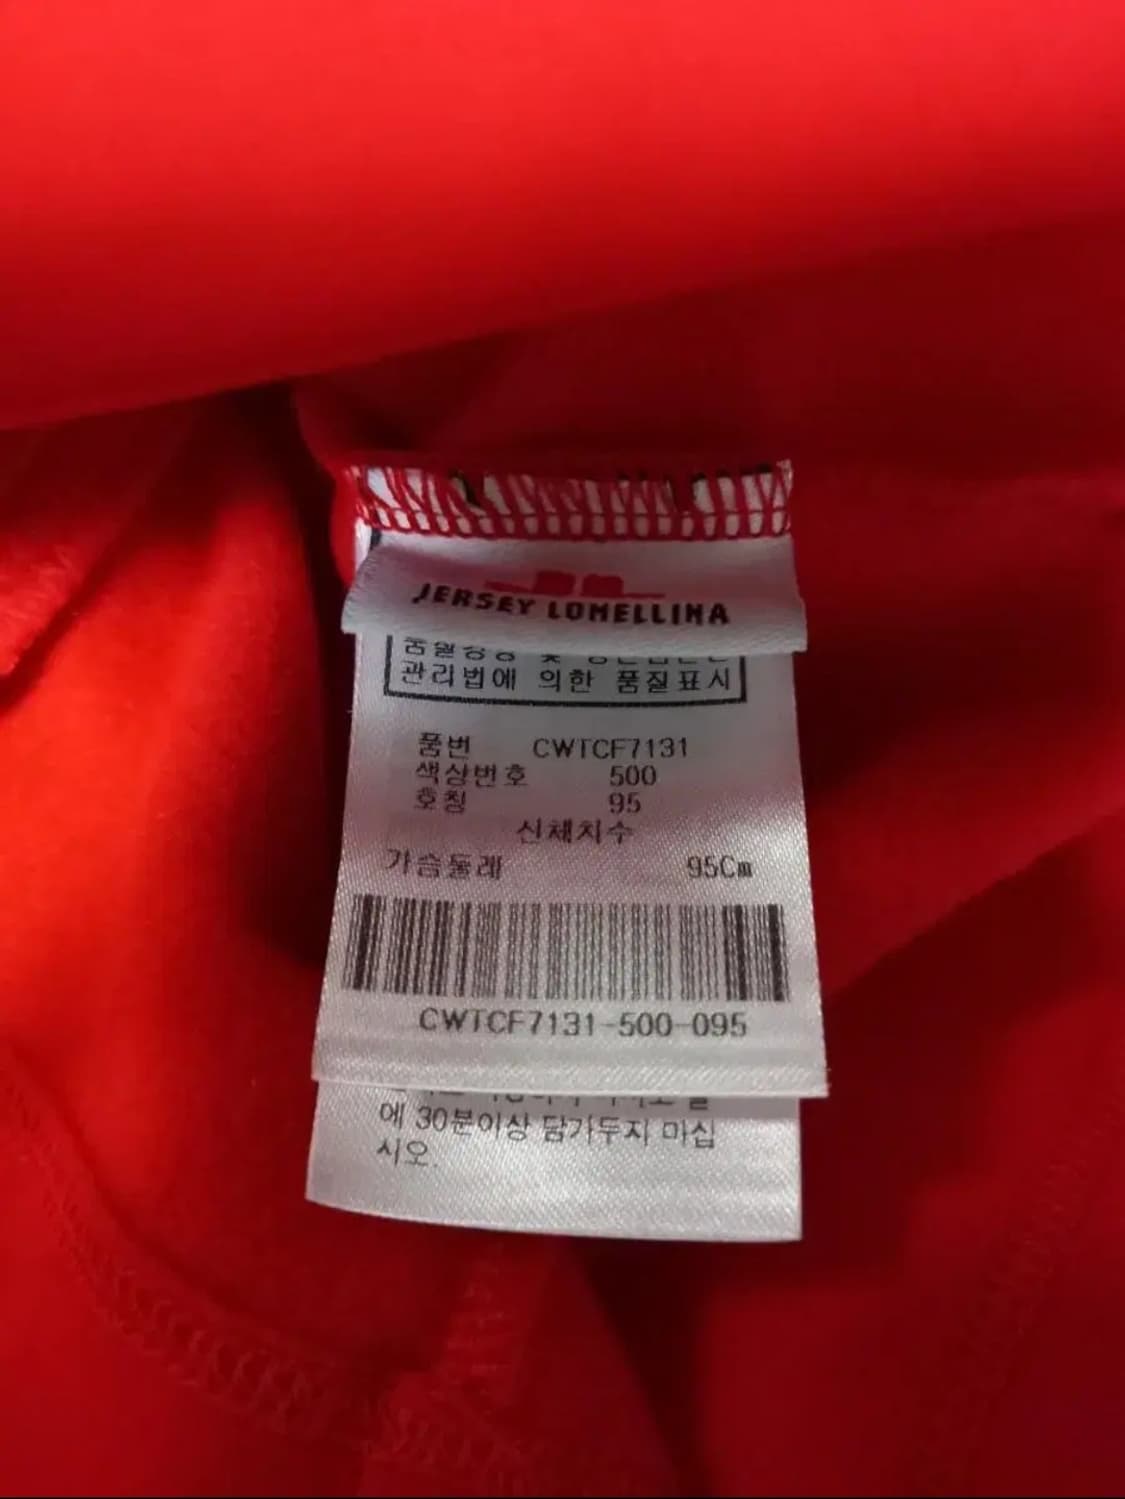 JERSEY LOMELLINA
관리법에 의한 품질표시
품번 CWTCF7131
색상번호 500
호칭 95
신체치수
가슴둘레 95Cm
CWTCF7131-500-095
에 30분이상 담가두지 마십
시오.